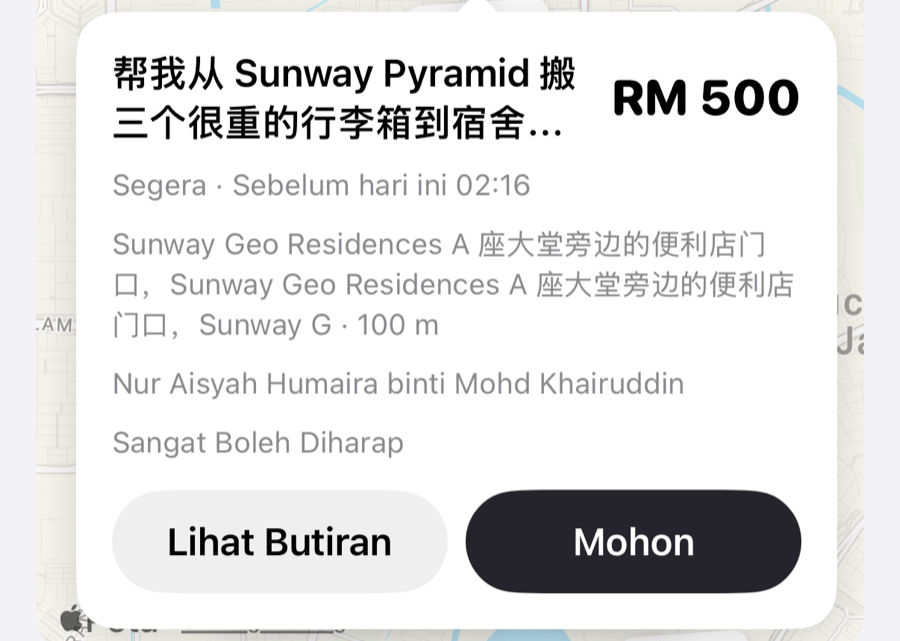 帮我从 Sunway Pyramid 搬
三个很重的行李箱到宿舍...
RM 500
Segera · Sebelum hari ini 02:16
Sunway Geo Residences A 座大堂旁边的便利店门
口，Sunway Geo Residences A 座大堂旁边的便利店
门口，Sunway G · 100 m
Nur Aisyah Humaira binti Mohd Khairuddin
Sangat Boleh Diharap
Lihat Butiran
Mohon